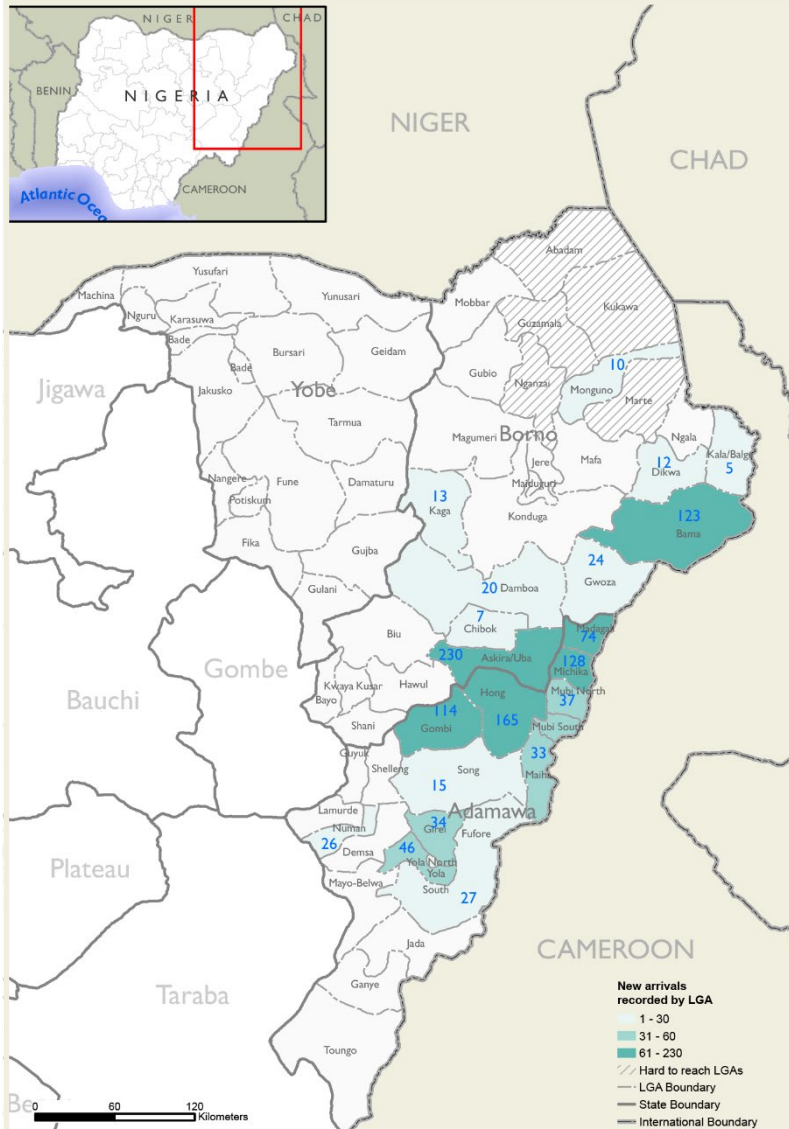 NIGER
CHAD
BENIN
NIGERIA
CAMEROON
Atlantic Ocea
NIGER
CHAD
Abadam
Yusufari
Machina
Yunusari
Mobbar
Kukawa
Nguru
Karasuwa
Guzamala
Bade
Bursari
Geidam
10
Gubio
Bade
Nganzai
Monguno
Jigawa
Yobe
Jakusko
Marte
Tarmua
Magumeri
Borno
Ngala
Jere
Mafa
12
Kala/Balge
Dikwa
5
Nangere
Fune
Damaturu
13
Maiduguri
Potiskum
Kaga
Konduga
123
Bama
Fika
Gujba
24
Gulani
20
Damboa
Gwoza
7
Chibok
Madagali
74
Biu
230
Askira/Uba
128
Michika
Gombe
Kwaya Kusar
Hawul
Hong
Mubi North
Bauchi
Bayo
114
37
Shani
Gombi
165
Mubi South
Guyuk
33
Shelleng
Song
Maiha
15
Lamurde
34
Adamawa
Numan
Girei
Fufore
26
Demsa
46
Yola North
Plateau
Yola
Mayo-Belwa
South
27
Jada
CAMEROON
Taraba
Ganye
Toungo
Be
0
60
120
Kilometers
New arrivals
recorded by LGA
1 - 30
31 - 60
61 - 230
Hard to reach LGAs
LGA Boundary
State Boundary
International Boundary